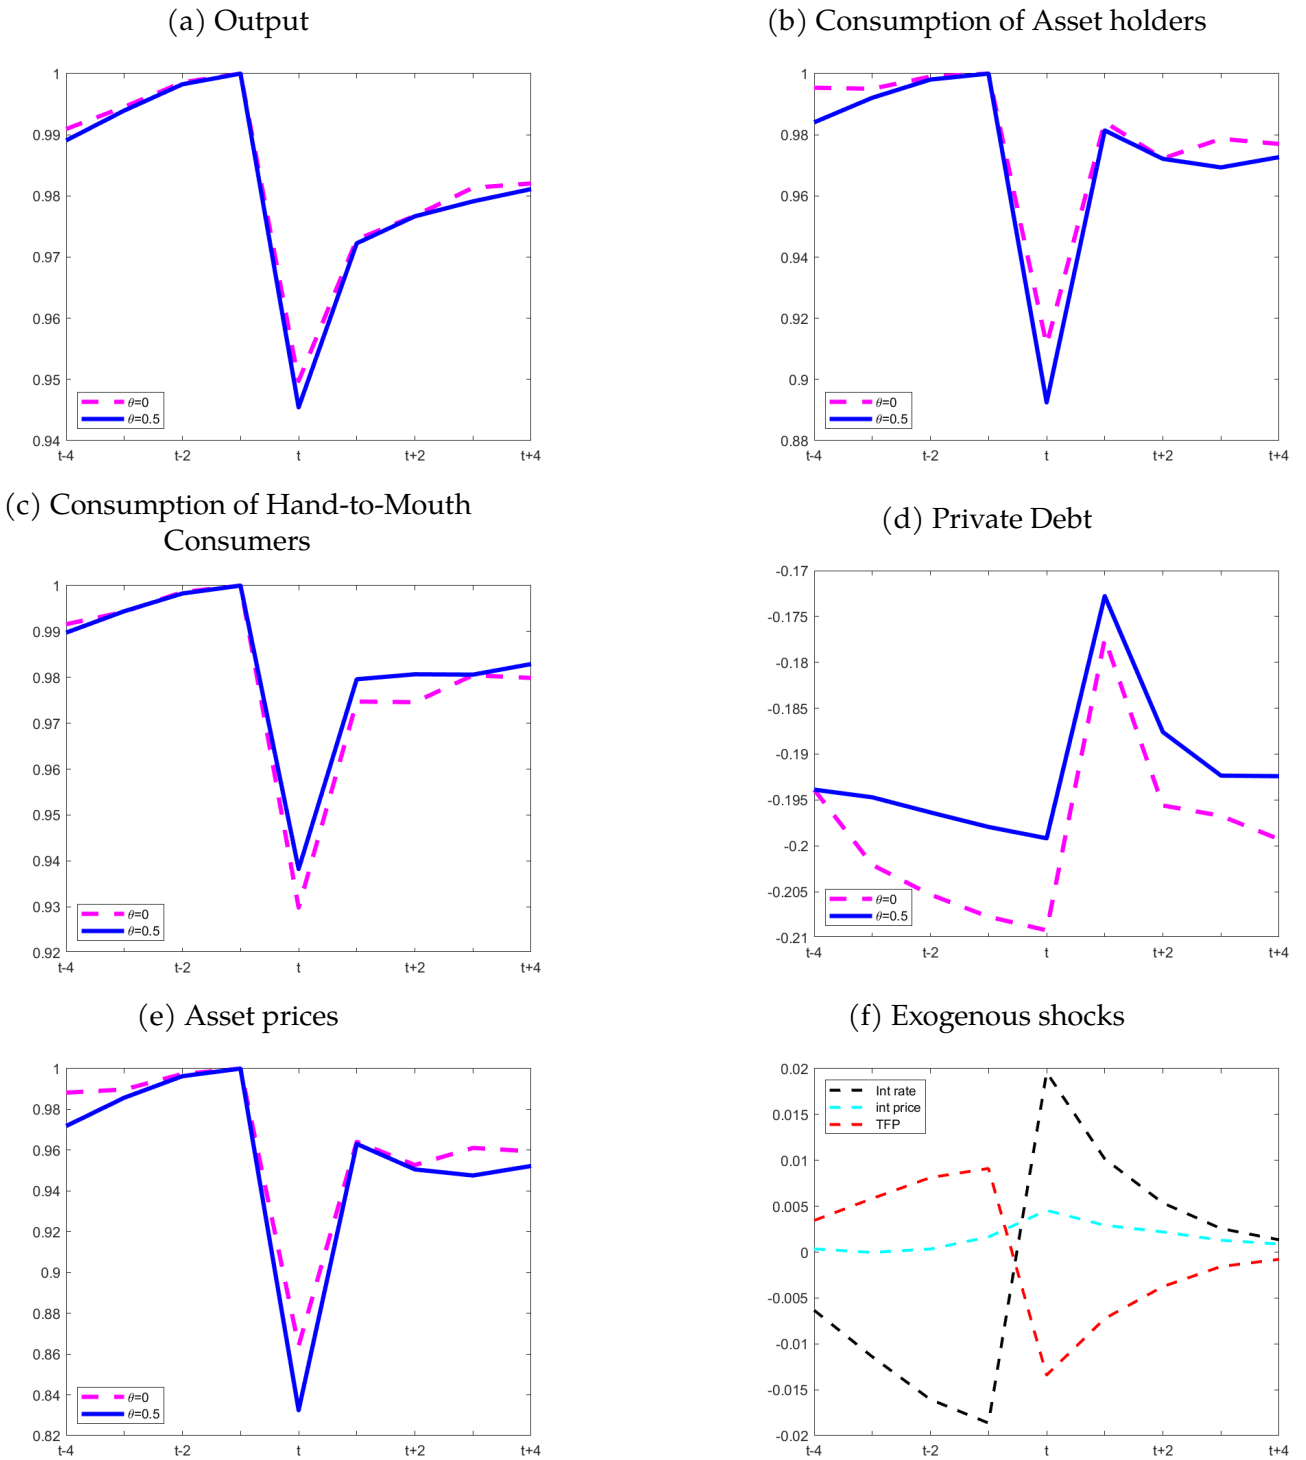 (a) Output
1
0.99
0.98
0.97
0.96
0.95
0.94
t-4 t-2 t t+2 t+4
θ=0
θ=0.5
(b) Consumption of Asset holders
1
0.98
0.96
0.94
0.92
0.9
0.88
t-4 t-2 t t+2 t+4
θ=0
θ=0.5
(c) Consumption of Hand-to-Mouth
Consumers
1
0.99
0.98
0.97
0.96
0.95
0.94
0.93
0.92
t-4 t-2 t t+2 t+4
θ=0
θ=0.5
(d) Private Debt
-0.17
-0.175
-0.18
-0.185
-0.19
-0.195
-0.2
-0.205
-0.21
t-4 t-2 t t+2 t+4
θ=0
θ=0.5
(e) Asset prices
1
0.98
0.96
0.94
0.92
0.9
0.88
0.86
0.84
0.82
t-4 t-2 t t+2 t+4
θ=0
θ=0.5
(f) Exogenous shocks
0.02
0.015
0.01
0.005
0
-0.005
-0.01
-0.015
-0.02
t-4 t-2 t t+2 t+4
Int rate
int price
TFP